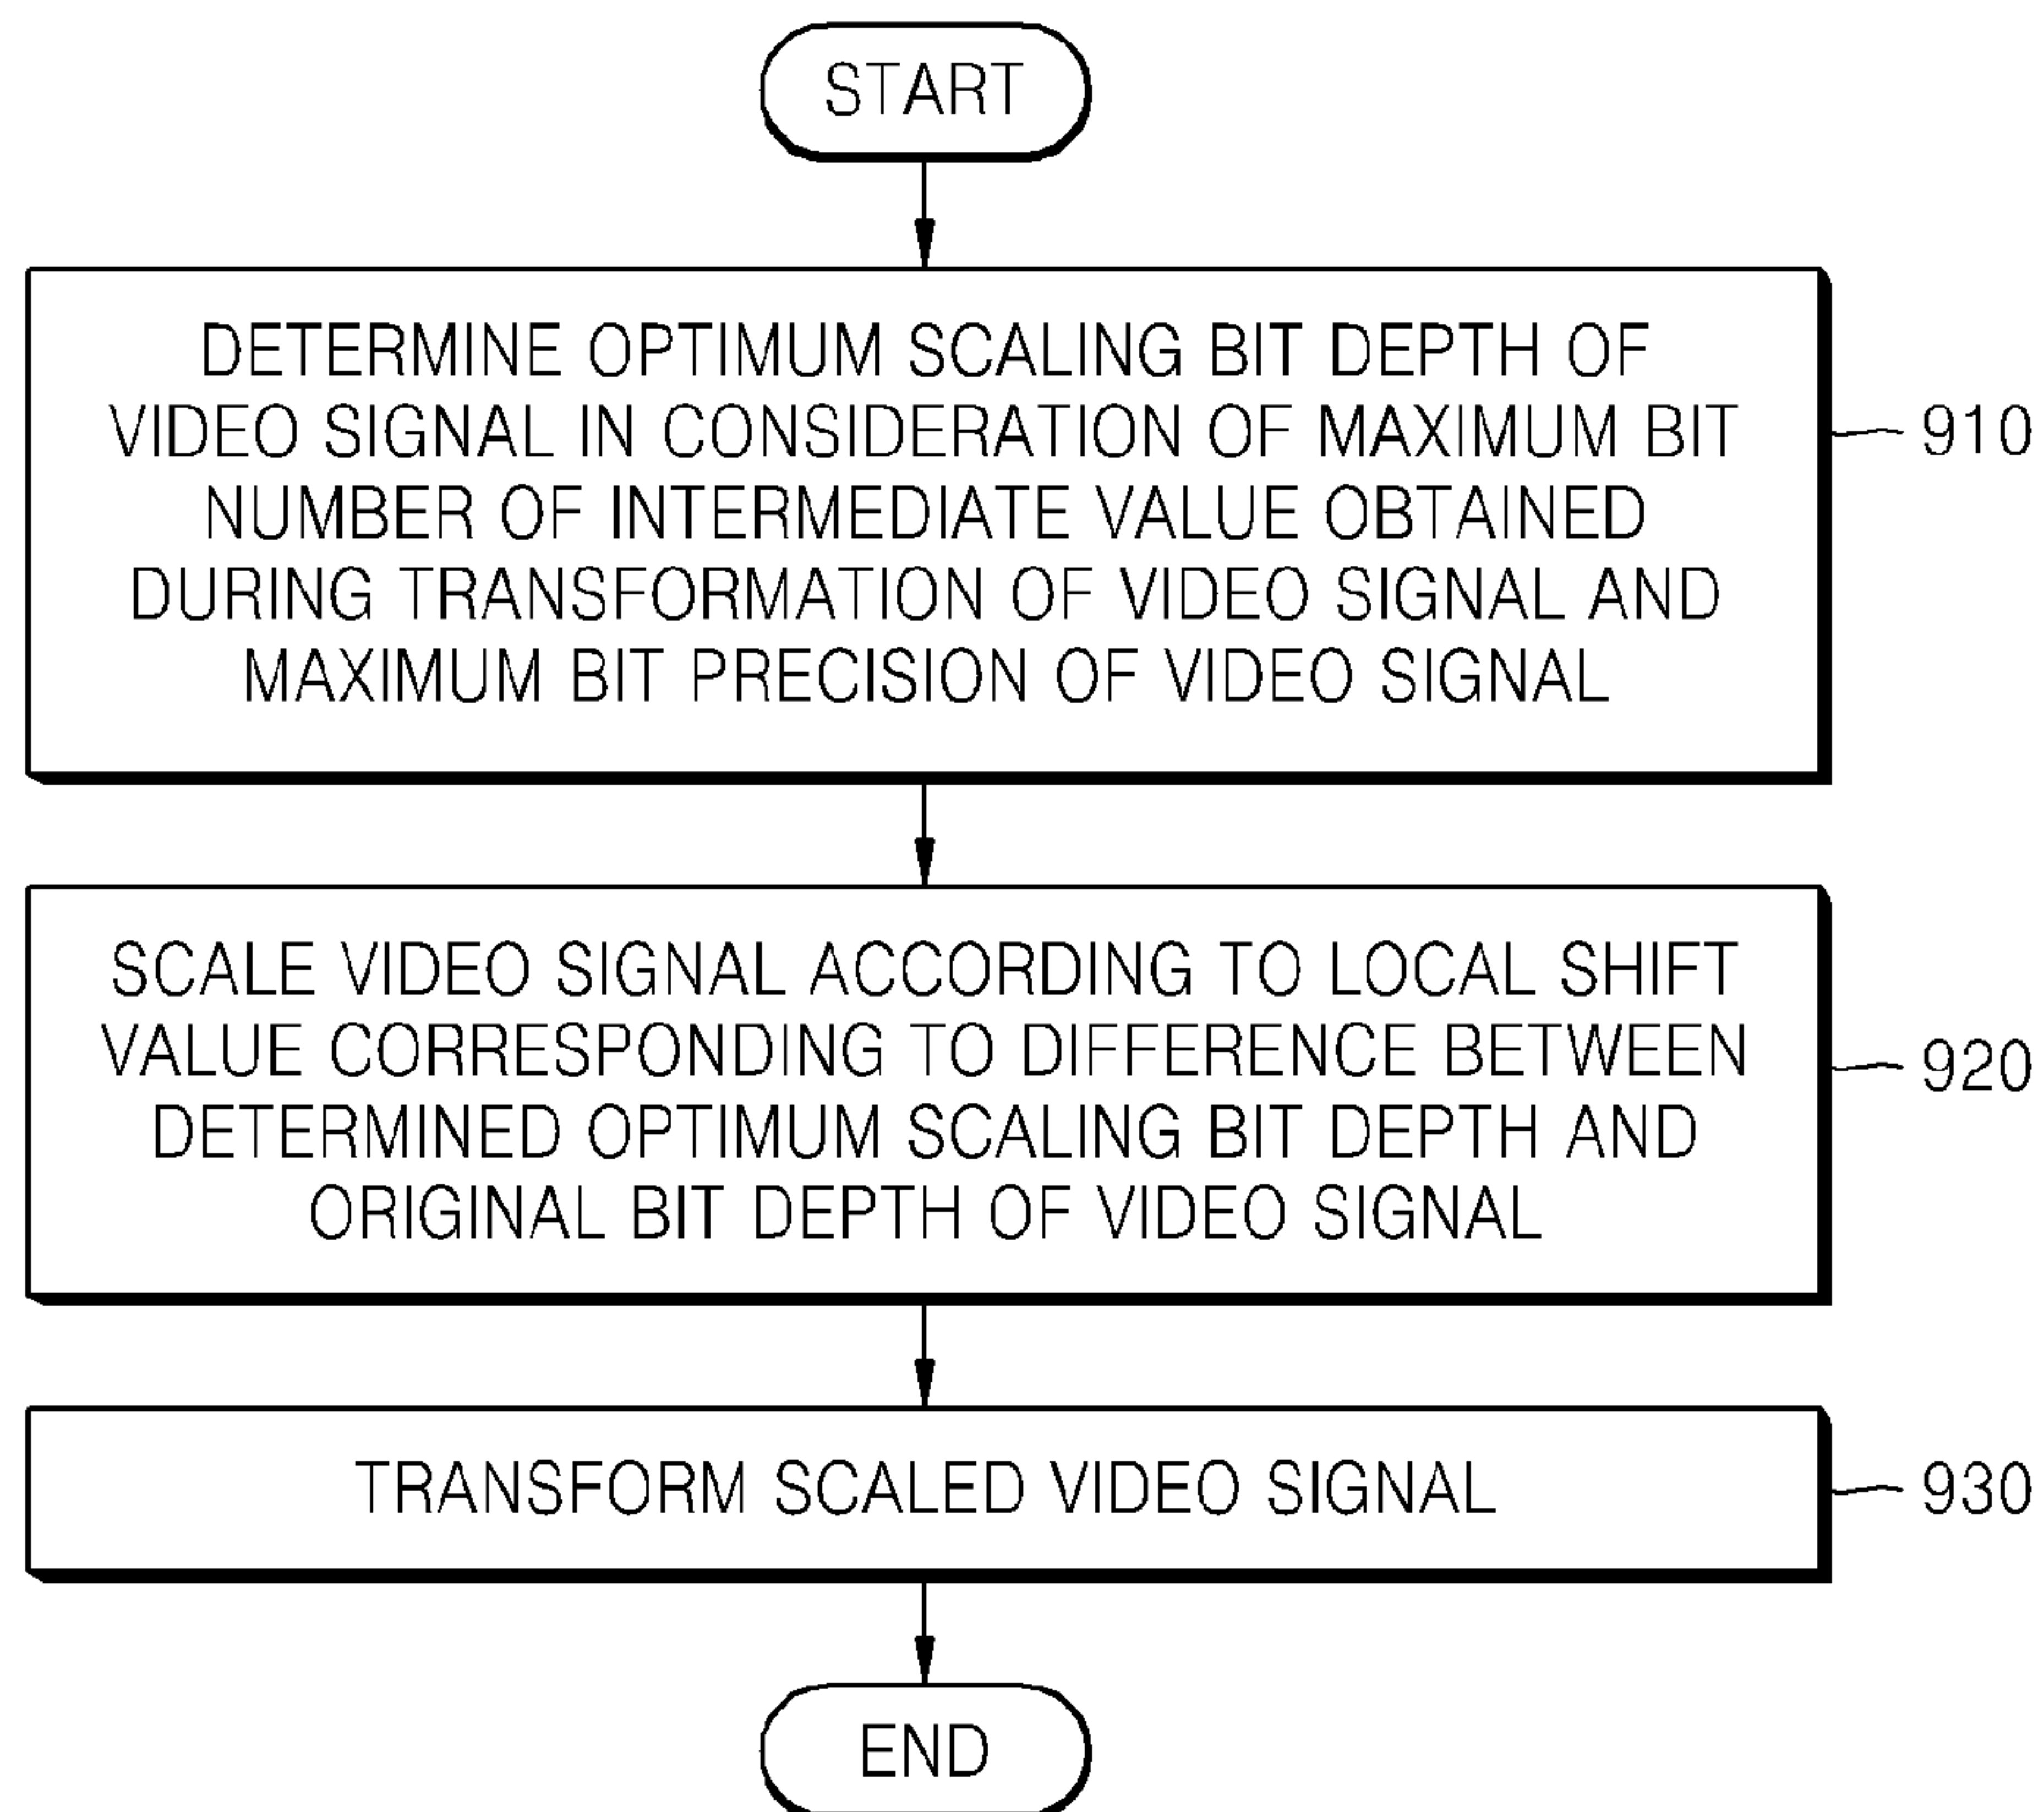 START
DETERMINE OPTIMUM SCALING BIT DEPTH OF
VIDEO SIGNAL IN CONSIDERATION OF MAXIMUM BIT
NUMBER OF INTERMEDIATE VALUE OBTAINED
DURING TRANSFORMATION OF VIDEO SIGNAL AND
MAXIMUM BIT PRECISION OF VIDEO SIGNAL
910
SCALE VIDEO SIGNAL ACCORDING TO LOCAL SHIFT
VALUE CORRESPONDING TO DIFFERENCE BETWEEN
DETERMINED OPTIMUM SCALING BIT DEPTH AND
ORIGINAL BIT DEPTH OF VIDEO SIGNAL
920
TRANSFORM SCALED VIDEO SIGNAL
930
END